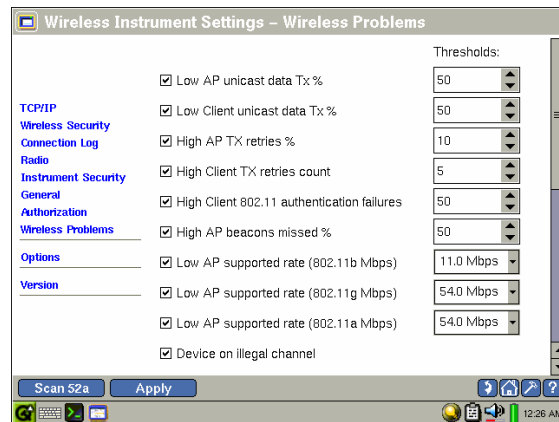 Wireless Instrument Settings – Wireless Problems
Thresholds:
Low AP unicast data Tx % 50
Low Client unicast data Tx % 50
High AP TX retries % 10
High Client TX retries count 5
High Client 802.11 authentication failures 50
High AP beacons missed % 50
Low AP supported rate (802.11b Mbps) 11.0 Mbps
Low AP supported rate (802.11g Mbps) 54.0 Mbps
Low AP supported rate (802.11a Mbps) 54.0 Mbps
Device on illegal channel
TCP/IP
Wireless Security
Connection Log
Radio
Instrument Security
General
Authorization
Wireless Problems
Options
Version
Scan 52a Apply ?
12:26 AM